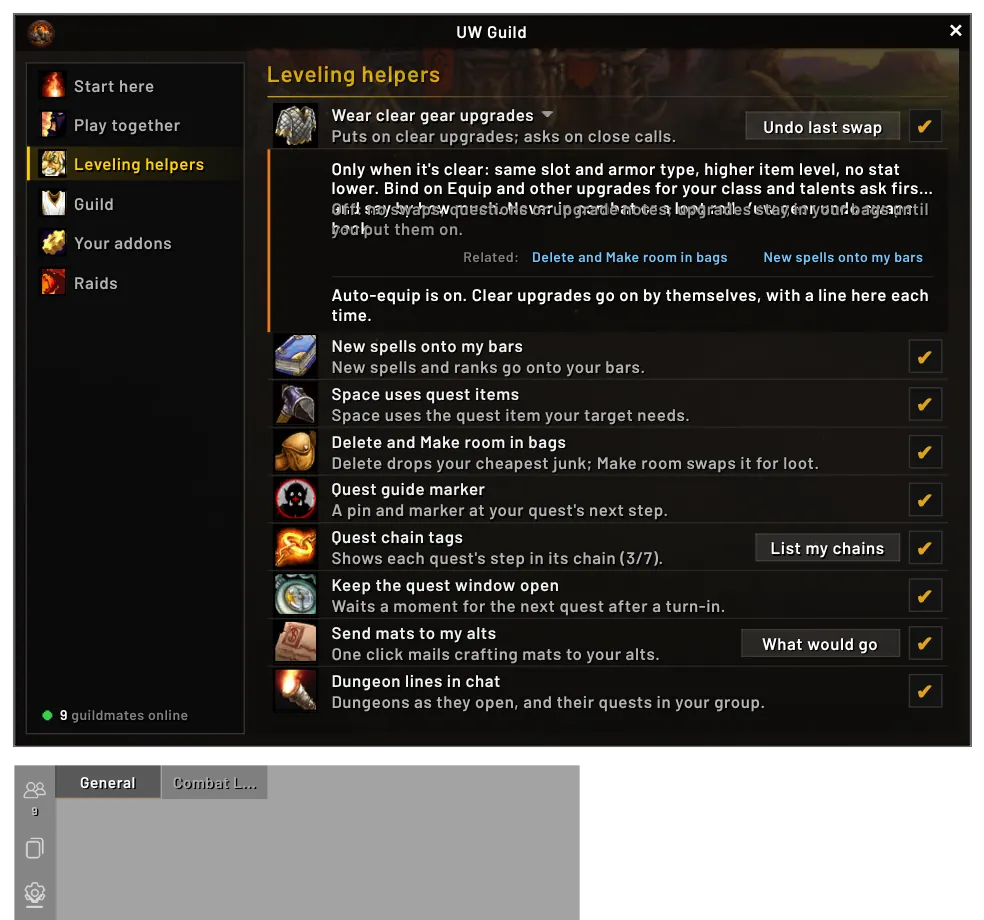 UW Guild
Start here
Play together
Leveling helpers
Guild
Your addons
Raids
9 guildmates online
Leveling helpers
Wear clear gear upgrades
Puts on clear upgrades; asks on close calls.
Undo last swap
Only when it's clear: same slot and armor type, higher item level, no stat
lower. Bind on Equip and other upgrades for your class and talents ask firs...
you put them on.
Related: Delete and Make room in bags New spells onto my bars
Auto-equip is on. Clear upgrades go on by themselves, with a line here each
time.
New spells onto my bars
New spells and ranks go onto your bars.
Space uses quest items
Space uses the quest item your target needs.
Delete and Make room in bags
Delete drops your cheapest junk; Make room swaps it for loot.
Quest guide marker
A pin and marker at your quest's next step.
Quest chain tags
Shows each quest's step in its chain (3/7).
List my chains
Keep the quest window open
Waits a moment for the next quest after a turn-in.
Send mats to my alts
One click mails crafting mats to your alts.
What would go
Dungeon lines in chat
Dungeons as they open, and their quests in your group.
General
Combat L...
9